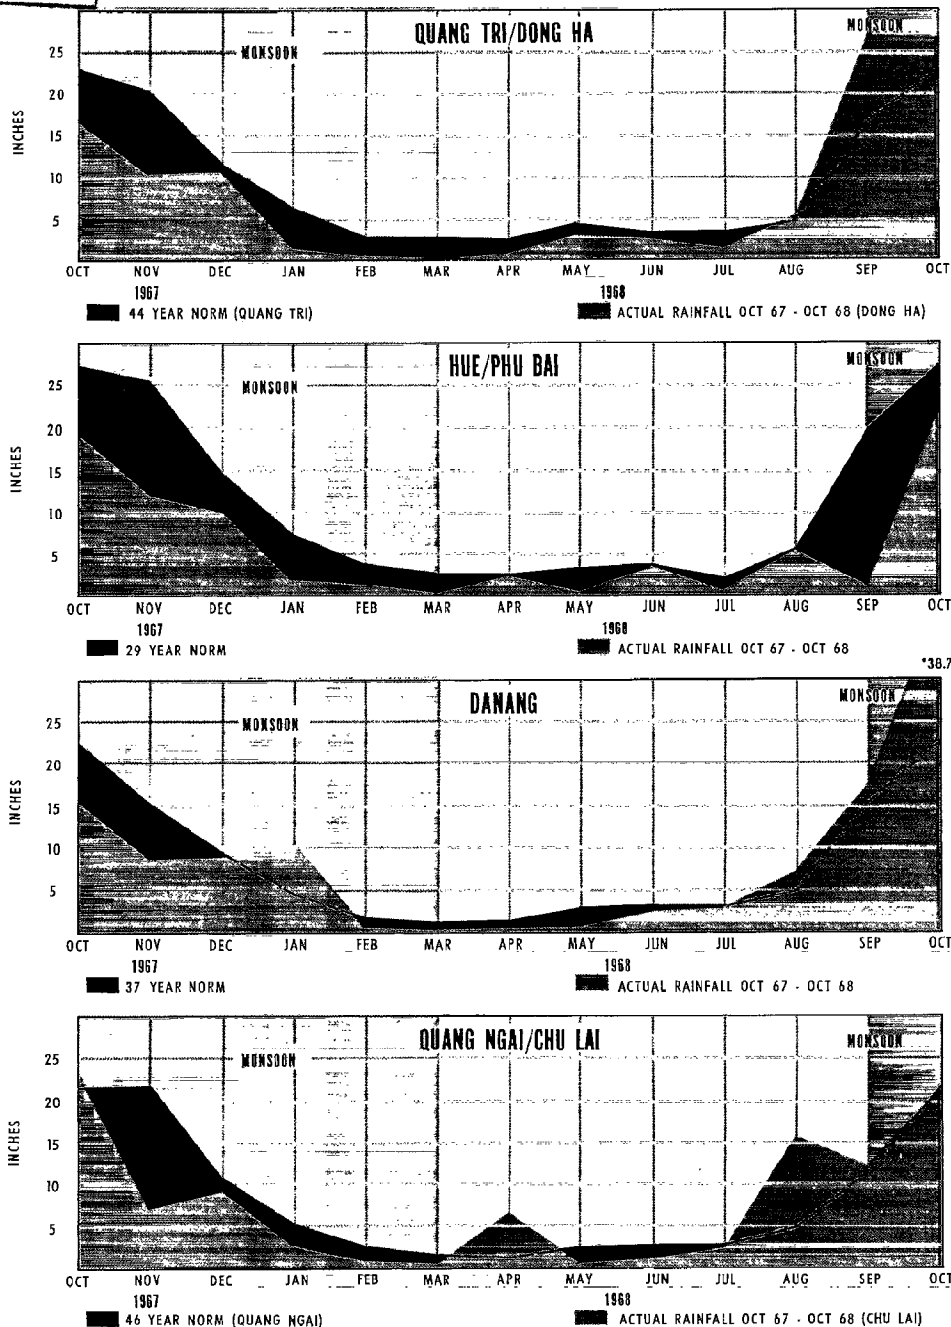 QUANG TRI/DONG HA
MONSOON
MONSOON
INCHES
25
20
15
10
5
OCT NOV DEC JAN FEB MAR APR MAY JUN JUL AUG SEP OCT
1967 1968
44 YEAR NORM (QUANG TRI) ACTUAL RAINFALL OCT 67 - OCT 68 (DONG HA)
HUE/PHU BAI
MONSOON
MONSOON
INCHES
25
20
15
10
5
OCT NOV DEC JAN FEB MAR APR MAY JUN JUL AUG SEP OCT
1967 1968
29 YEAR NORM ACTUAL RAINFALL OCT 67 - OCT 68
*38.7
DANANG
MONSOON
MONSOON
INCHES
25
20
15
10
5
OCT NOV DEC JAN FEB MAR APR MAY JUN JUL AUG SEP OCT
1967 1968
37 YEAR NORM ACTUAL RAINFALL OCT 67 - OCT 68
QUANG NGAI/CHU LAI
MONSOON
MONSOON
INCHES
25
20
15
10
5
OCT NOV DEC JAN FEB MAR APR MAY JUN JUL AUG SEP OCT
1967 1968
46 YEAR NORM (QUANG NGAI) ACTUAL RAINFALL OCT 67 - OCT 68 (CHU LAI)